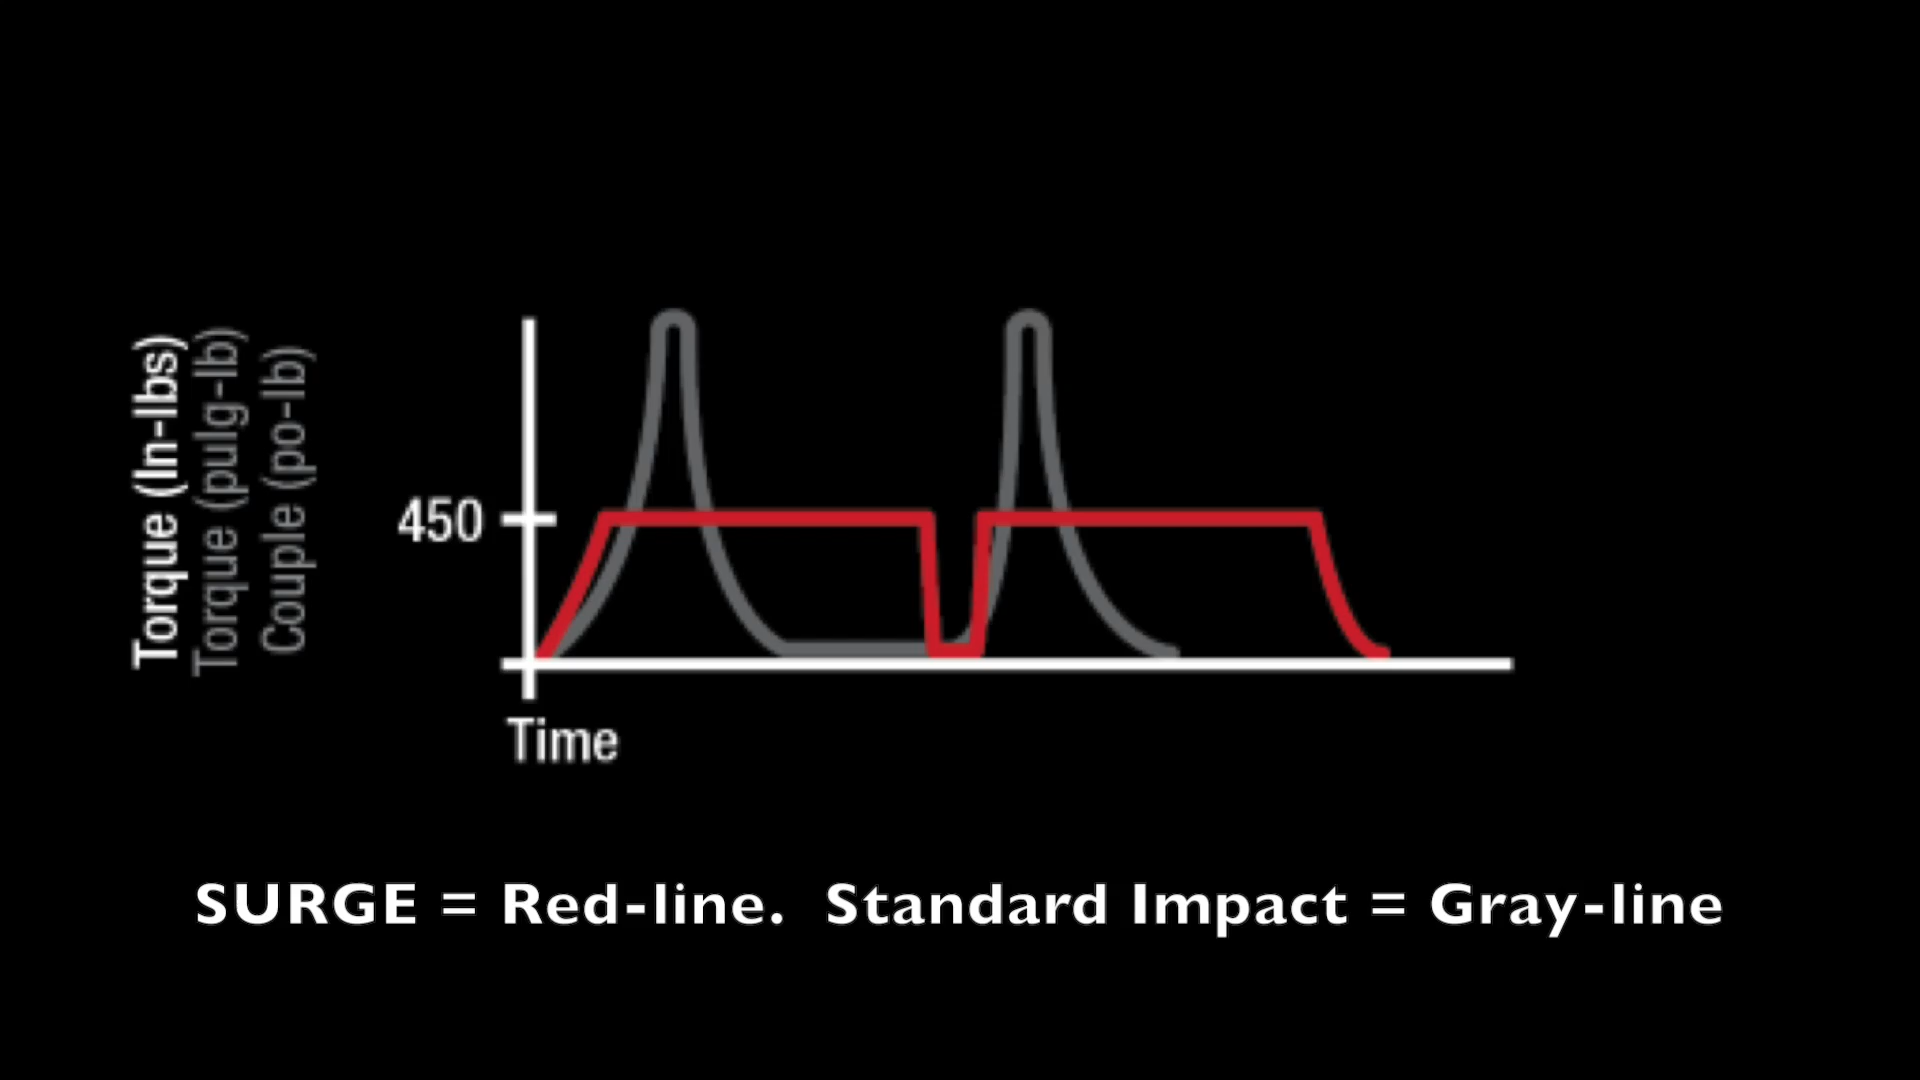 Torque (In-lbs)
Torque (pulg-lb)
Couple (po-lb)
450
Time
SURGE = Red-line. Standard Impact = Gray-line